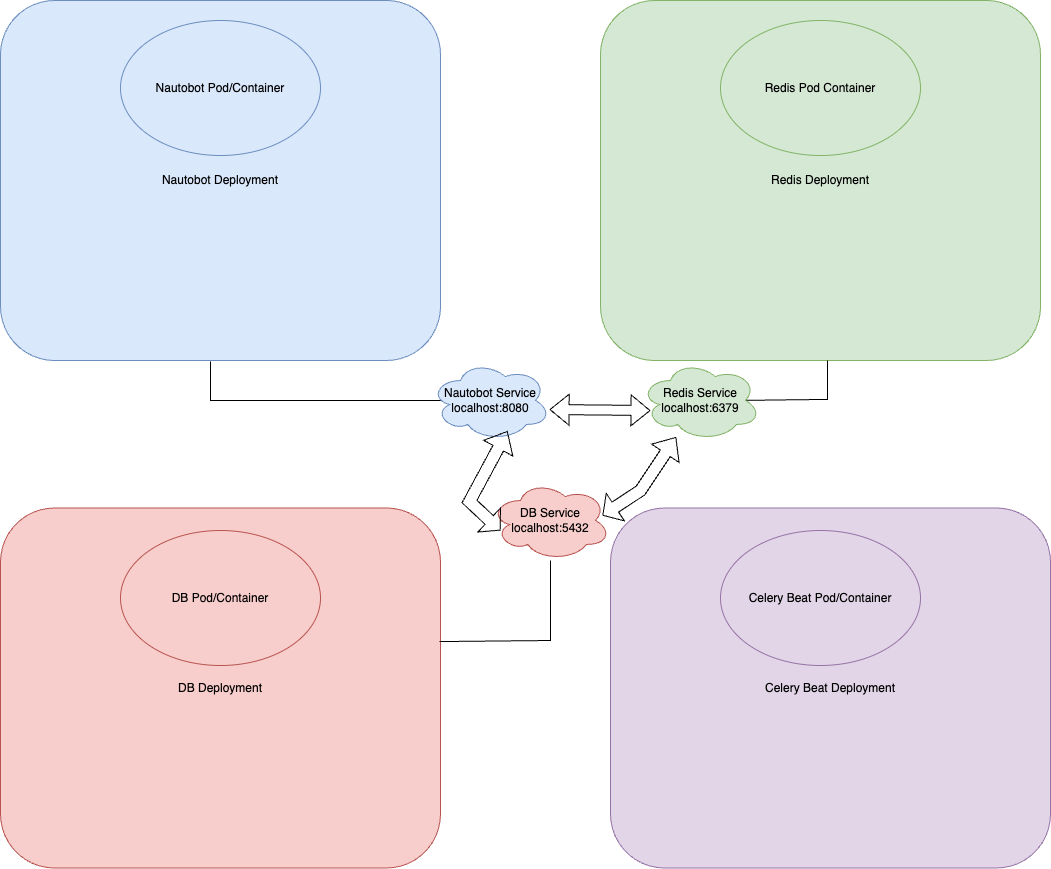 Nautobot Pod/Container
Redis Pod Container
Nautobot Deployment
Redis Deployment
Nautobot Service
localhost:8080
Redis Service
localhost:6379
DB Service
localhost:5432
DB Pod/Container
Celery Beat Pod/Container
DB Deployment
Celery Beat Deployment